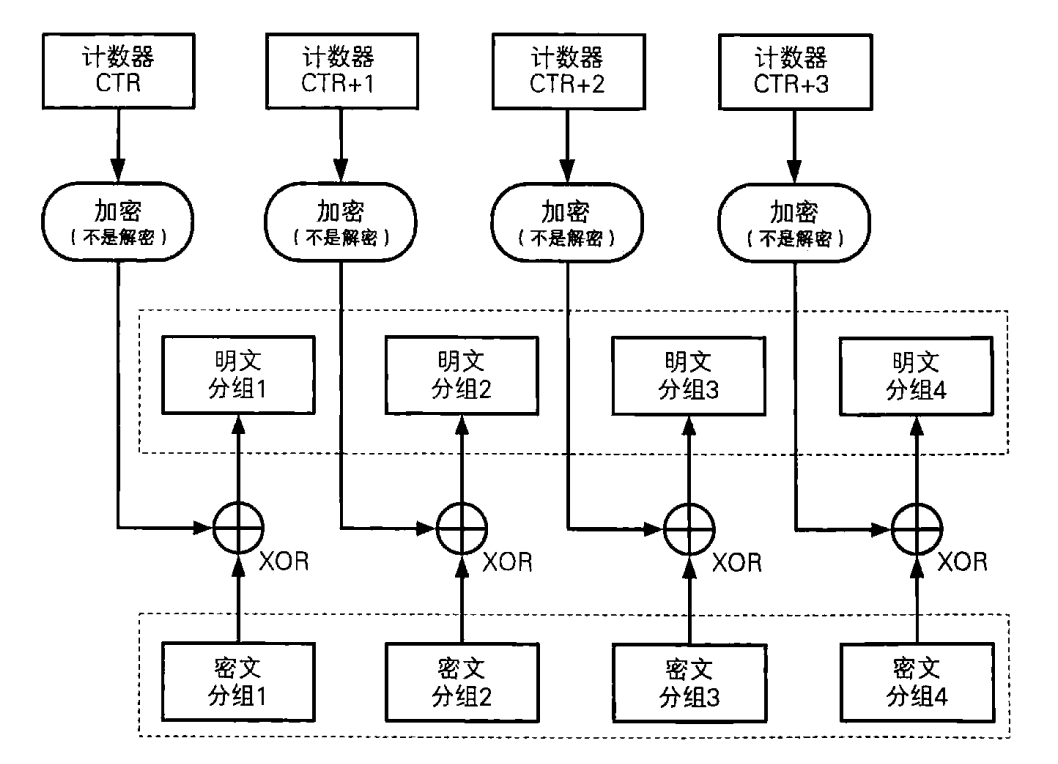 计数器
CTR
计数器
CTR+1
计数器
CTR+2
计数器
CTR+3
加密
(不是解密)
加密
(不是解密)
加密
(不是解密)
加密
(不是解密)
明文
分组1
明文
分组2
明文
分组3
明文
分组4
XOR
XOR
XOR
XOR
密文
分组1
密文
分组2
密文
分组3
密文
分组4